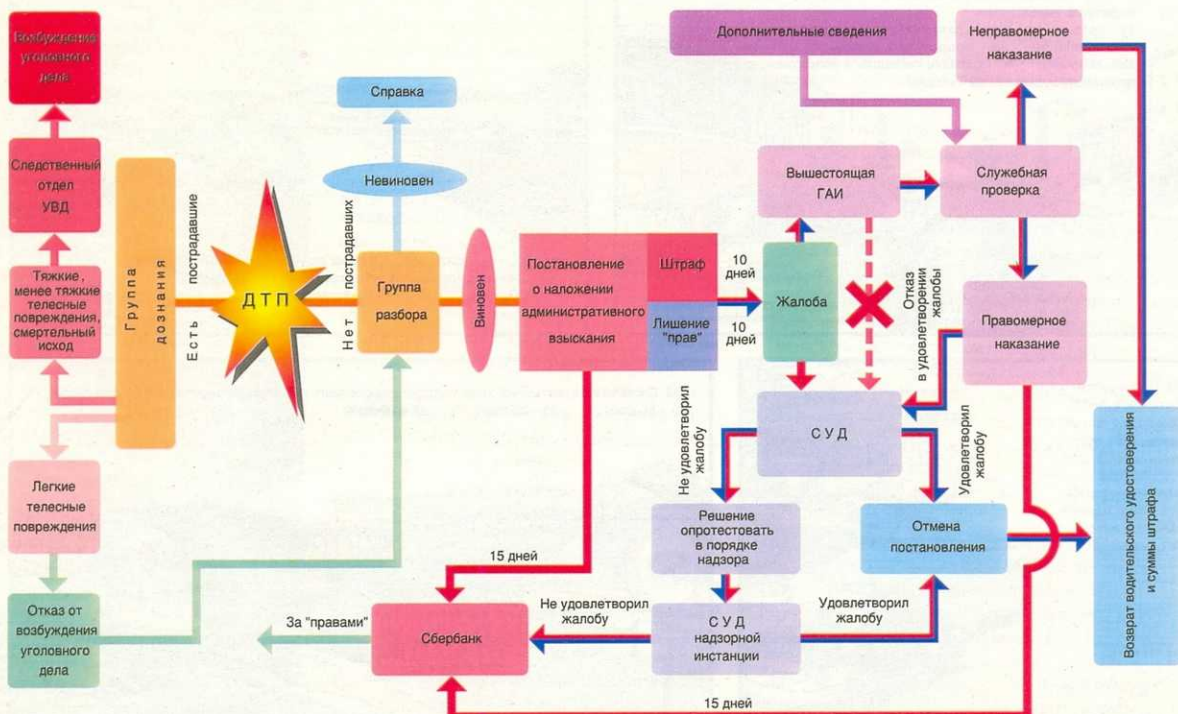 Возбуждение
уголовного
дела
Следственный
отдел
УВД
Тяжкие,
менее тяжкие
телесные
повреждения,
смертельный
исход
Группа
дознания
Есть пострадавшие
ДТП
Нет пострадавших
Справка
Невиновен
Группа
разбора
Виновен
Постановление
о наложении
административного
взыскания
Штраф
Лишение
"прав"
10
дней
10
дней
Жалоба
Вышестоящая
ГАИ
Дополнительные сведения
Служебная
проверка
Неправомерное
наказание
Правомерное
наказание
Отказ
в удовлетворении
жалобы
СУД
Не удовлетворил
жалобу
Удовлетворил
жалобу
Решение
опротестовать
в порядке
надзора
Отмена
постановления
Возврат водительского удостоверения
и суммы штрафа
Легкие
телесные
повреждения
Отказ от
возбуждения
уголовного
дела
15 дней
За "правами"
Сбербанк
Не удовлетворил
жалобу
СУД
надзорной
инстанции
Удовлетворил
жалобу
15 дней